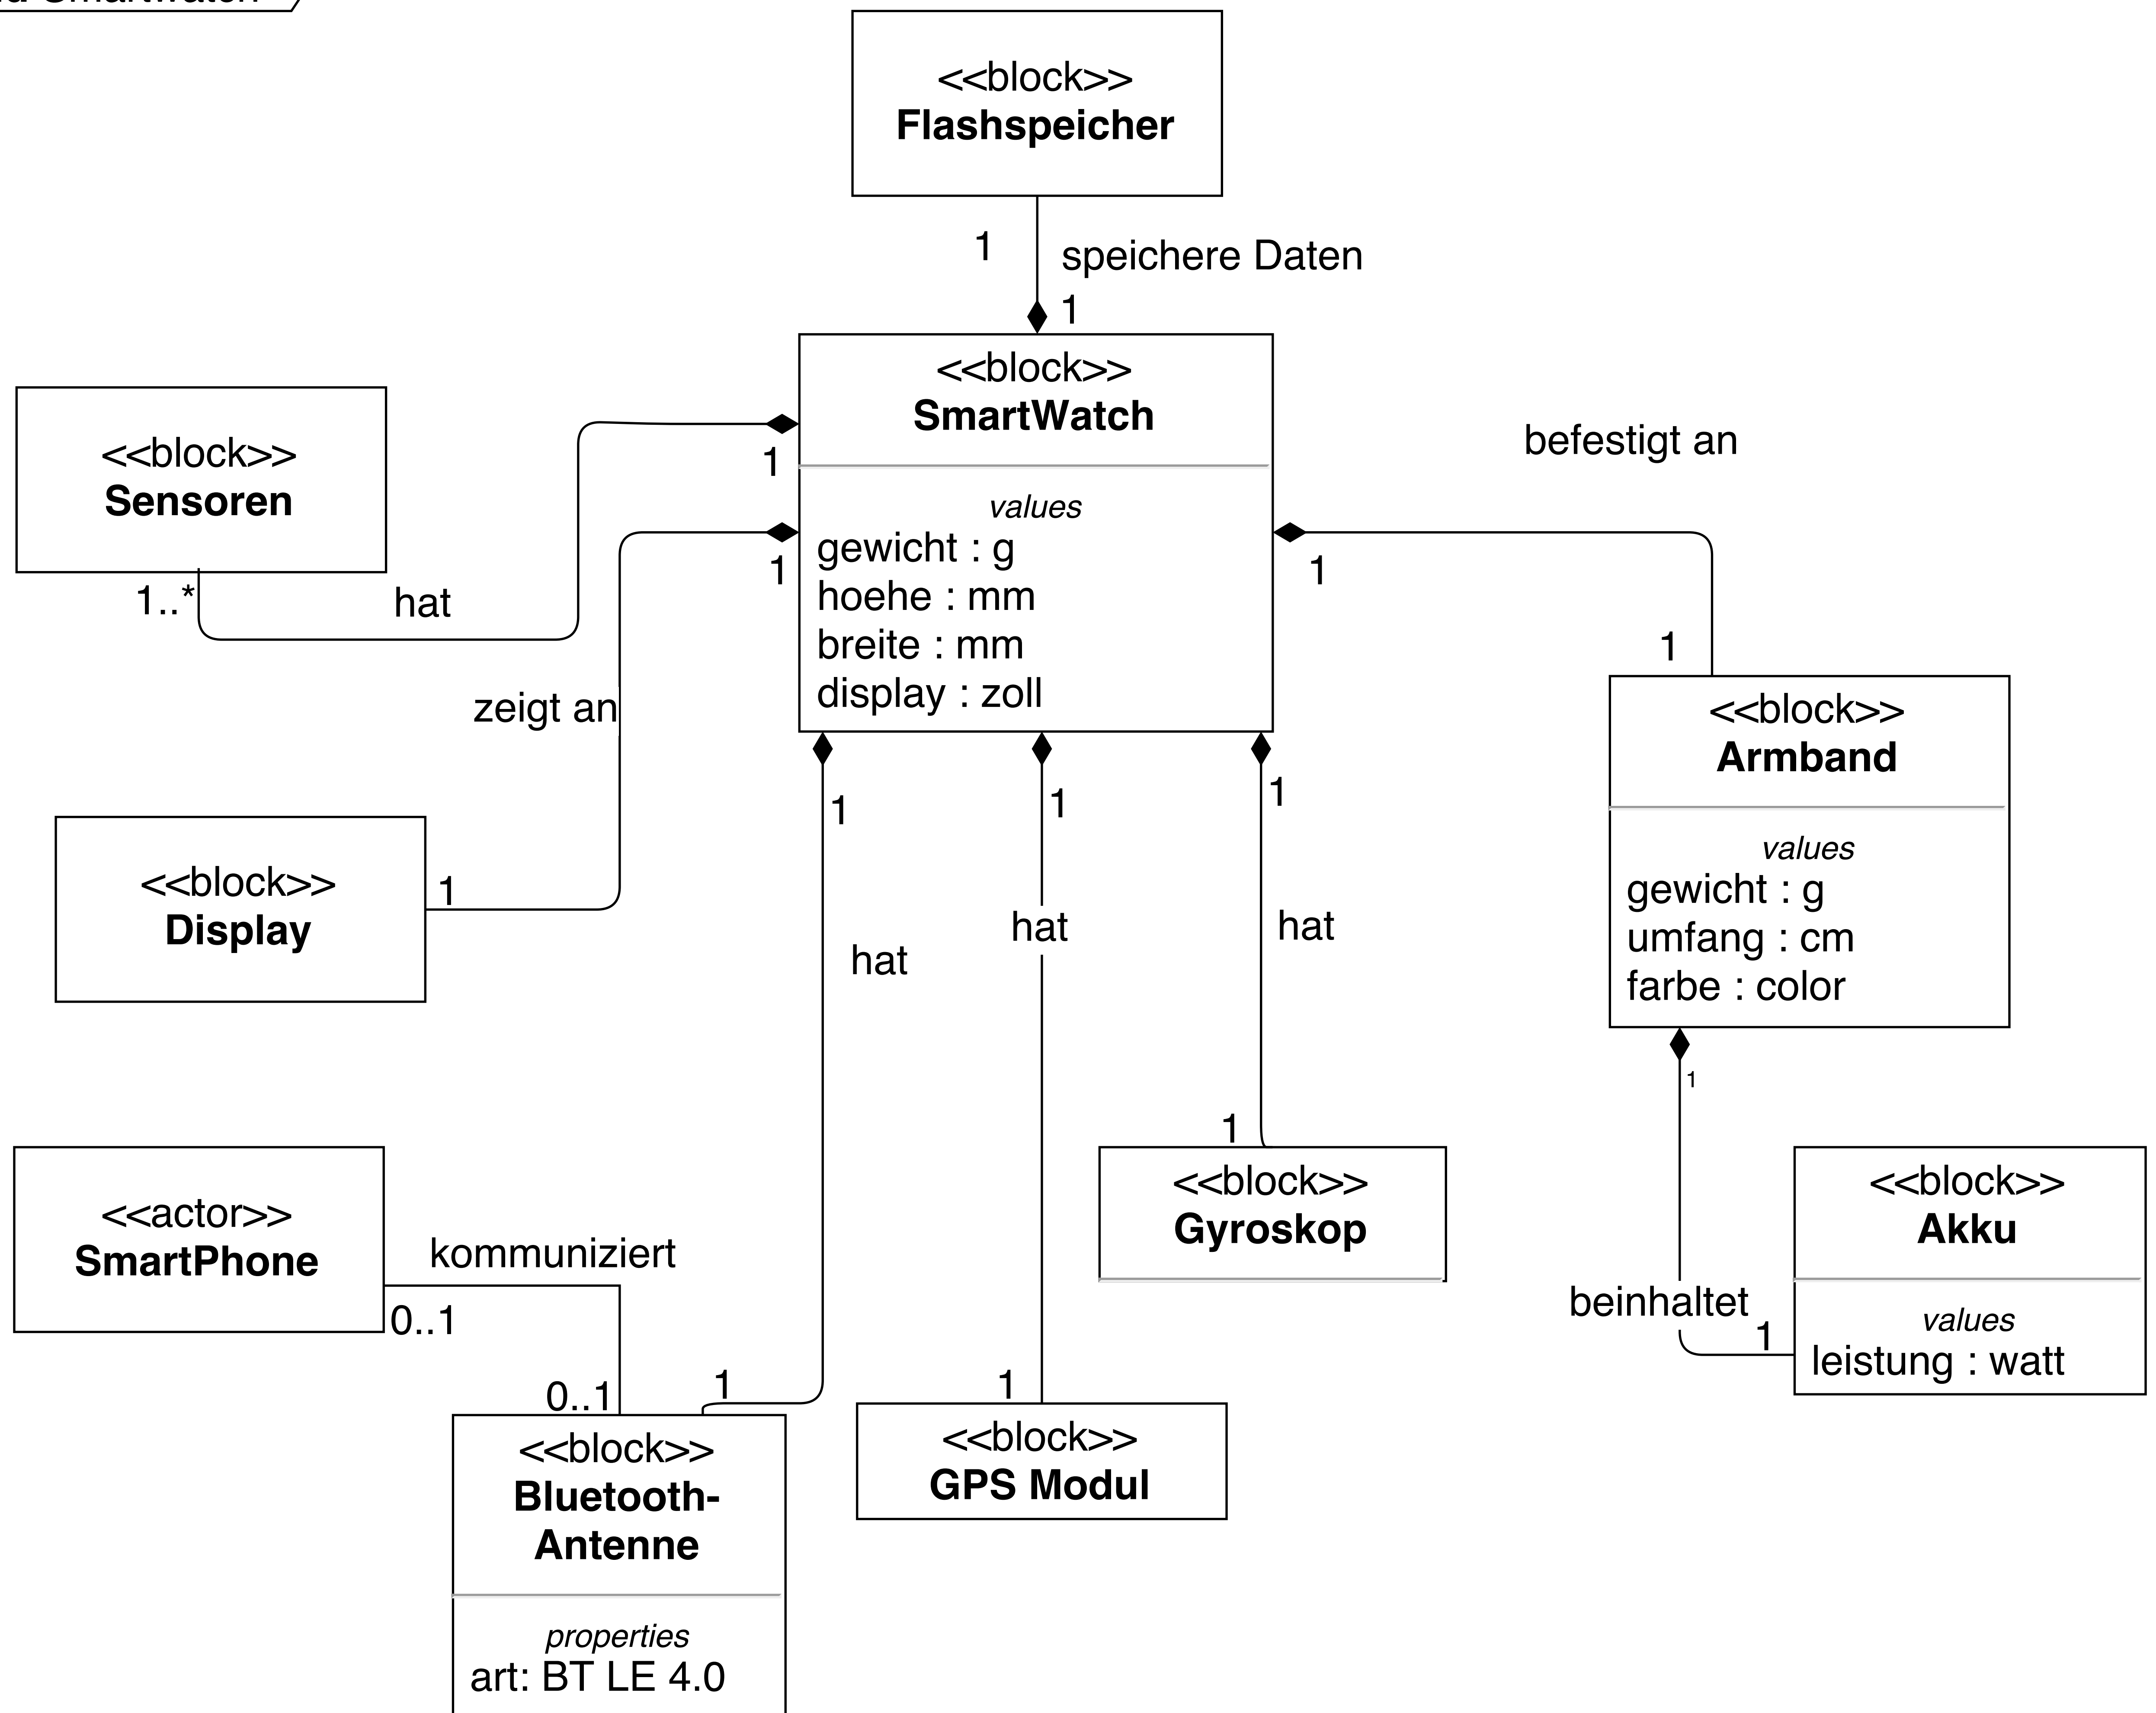 <<block>>
Flashspeicher
1
speichere Daten
1
<<block>>
SmartWatch
values
gewicht : g
hoehe : mm
breite : mm
display : zoll
<<block>>
Sensoren
1
1..*
hat
1
zeigt an
befestigt an
1
1
<<block>>
Armband
values
gewicht : g
umfang : cm
farbe : color
<<block>>
Display
1
1
hat
1
hat
1
hat
1
<<actor>>
SmartPhone
kommuniziert
0..1
0..1
1
1
1
<<block>>
Gyroskop
<<block>>
Akku
values
leistung : watt
beinhaltet
1
<<block>>
Bluetooth-
Antenne
properties
art: BT LE 4.0
<<block>>
GPS Modul